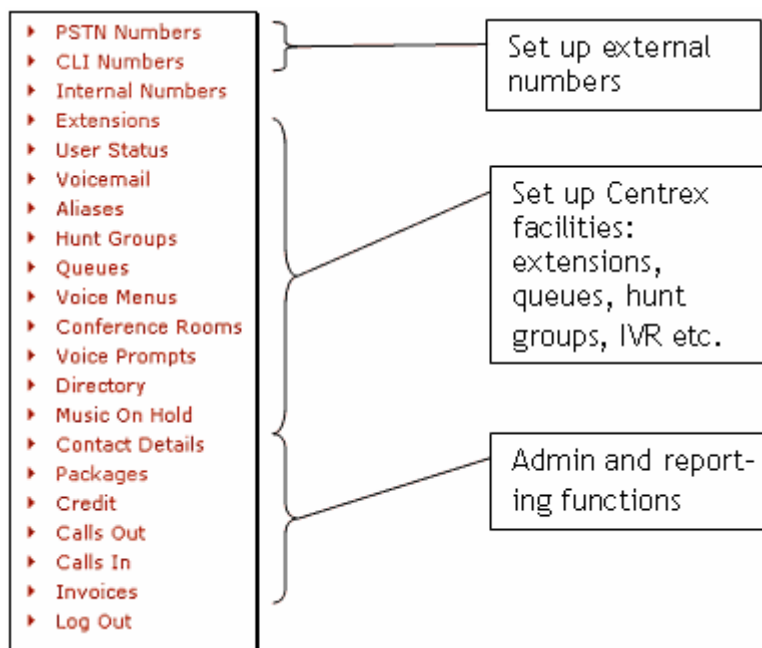 PSTN Numbers
CLI Numbers
Internal Numbers
Extensions
User Status
Voicemail
Aliases
Hunt Groups
Queues
Voice Menus
Conference Rooms
Voice Prompts
Directory
Music On Hold
Contact Details
Packages
Credit
Calls Out
Calls In
Invoices
Log Out
Set up external
numbers
Set up Centrex
facilities:
extensions,
queues, hunt
groups, IVR etc.
Admin and report-
ing functions